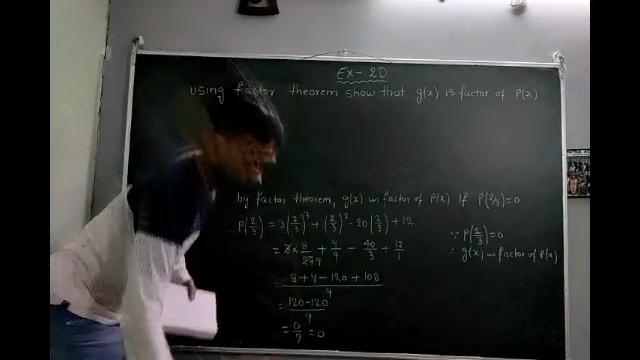 EX-2D
using factor theorem show that g(x) is factor of P(x)
by factor theorem, g(x) is factor of P(x) if P(2/3)=0
P(2/3) = 3(2/3)^3 + (2/3)^2 - 20(2/3) + 12
= 3 × 8/27 9 + 4/9 - 40/3 + 12/1
= 8+4-120+108 / 9
= 120-120 / 9
= 0/9 = 0
∵ P(2/3)=0
∴ g(x) is factor of P(x)